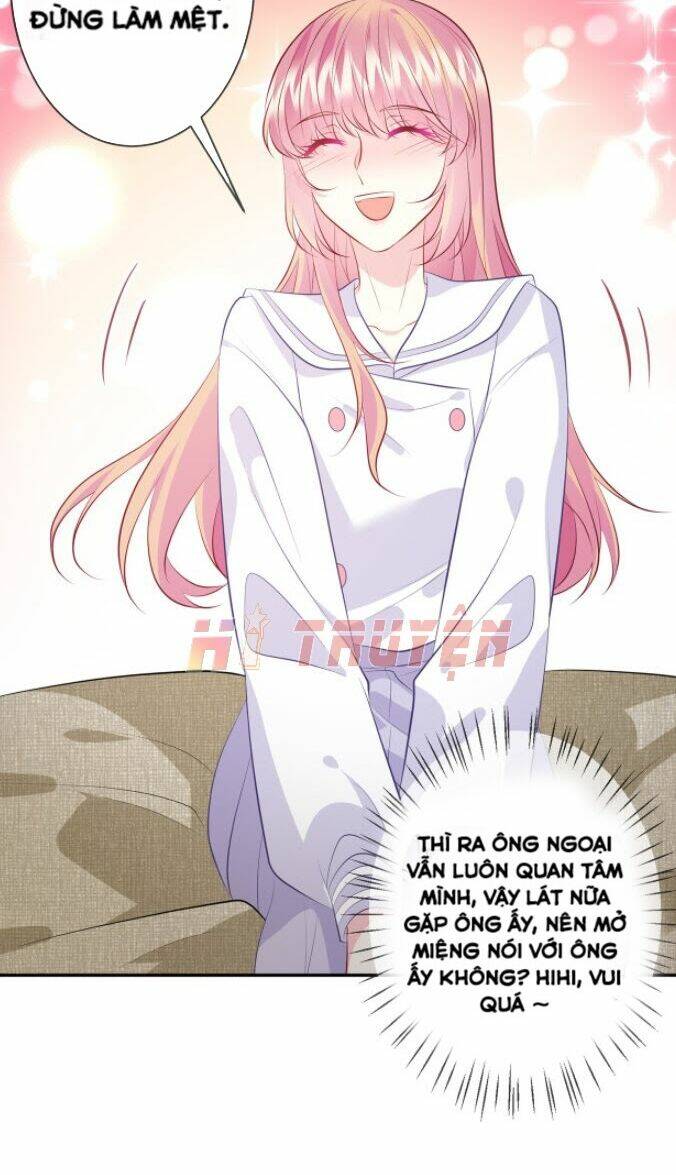 ĐỪNG LÀM MỆT.
HI TRUYỆN
THÌ RA ÔNG NGOẠI
VẪN LUÔN QUAN TÂM
MÌNH, VẬY LÁT NỮA
GẶP ÔNG ẤY, NÊN MỞ
MIỆNG NÓI VỚI ÔNG
ẤY KHÔNG? HIHI, VUI
QUÁ ~